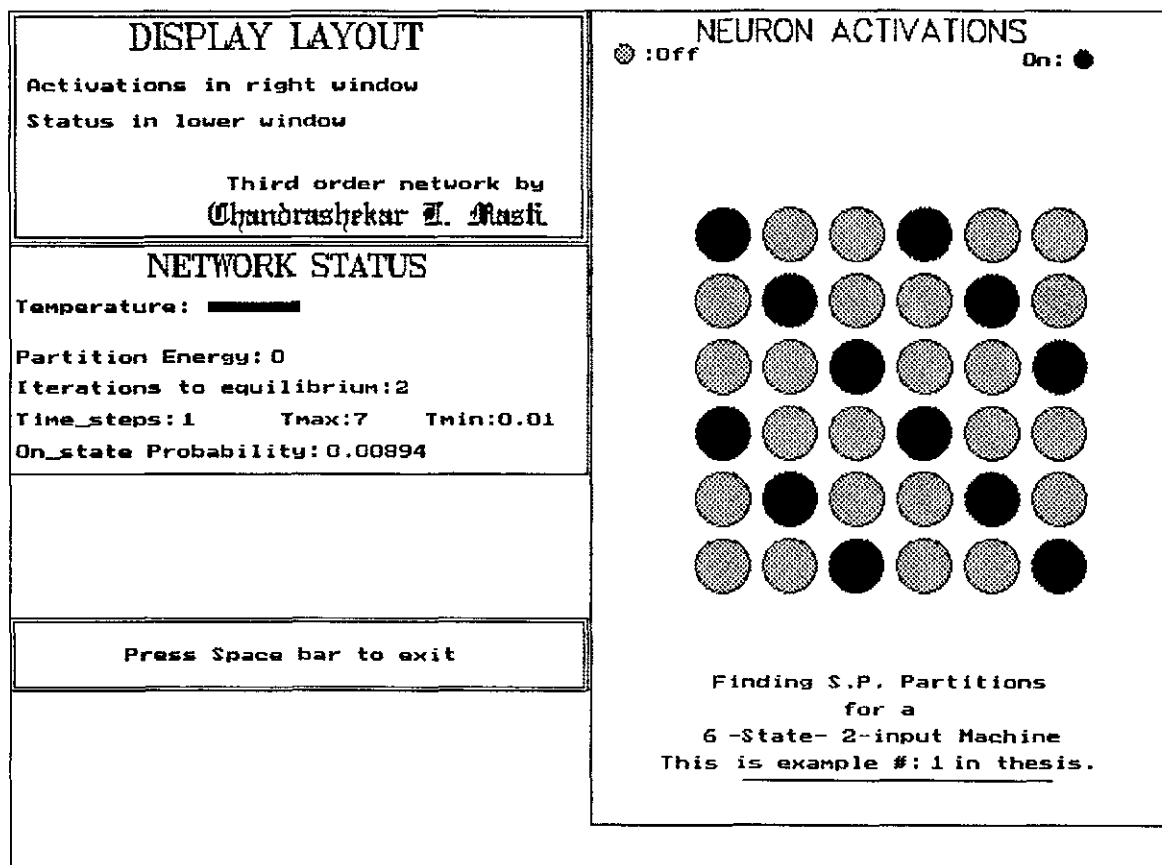 DISPLAY LAYOUT
Activations in right window
Status in lower window
Third order network by
Chandrashekar L. Masti
NETWORK STATUS
Temperature:
Partition Energy:0
Iterations to equilibrium:2
Time_steps:1 Tmax:7 Tmin:0.01
On_state Probability:0.00894
Press Space bar to exit
NEURON ACTIVATIONS
:Off On:
Finding S.P. Partitions
for a
6 -State- 2-input Machine
This is example #: 1 in thesis.